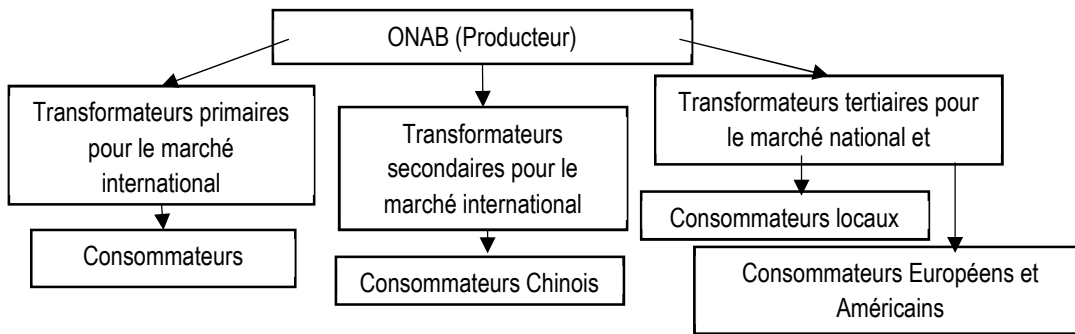 ONAB (Producteur)
Transformateurs primaires
pour le marché
international
Transformateurs
secondaires pour le
marché international
Transformateurs tertiaires pour
le marché national et
Consommateurs
Consommateurs Chinois
Consommateurs locaux
Consommateurs Européens et
Américains